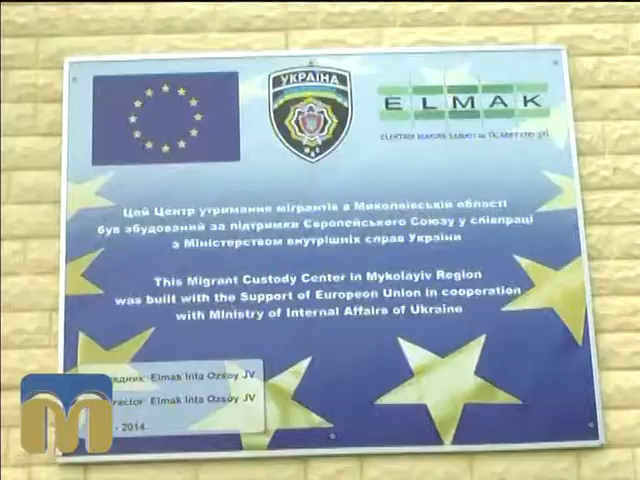 УКРАЇНА
ELMAK
Цей Центр утримання мігрантів в Миколаївській області
був збудований за підтримки Європейського Союзу у співпраці
з Міністерством внутрішніх справ України
This Migrant Custody Center in Mykolayiv Region
was built with the Support of European Union in cooperation
with Ministry of Internal Affairs of Ukraine
Elmak Inta Ozsoy JV
Elmak Inta Ozsoy JV
- 2014